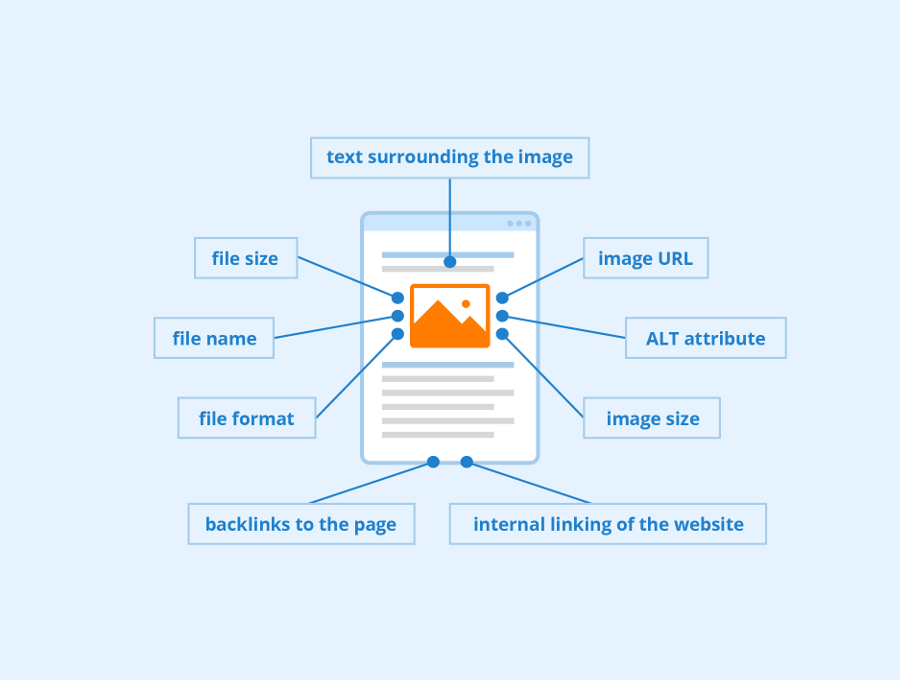 text surrounding the image
file size
image URL
file name
ALT attribute
file format
image size
backlinks to the page
internal linking of the website